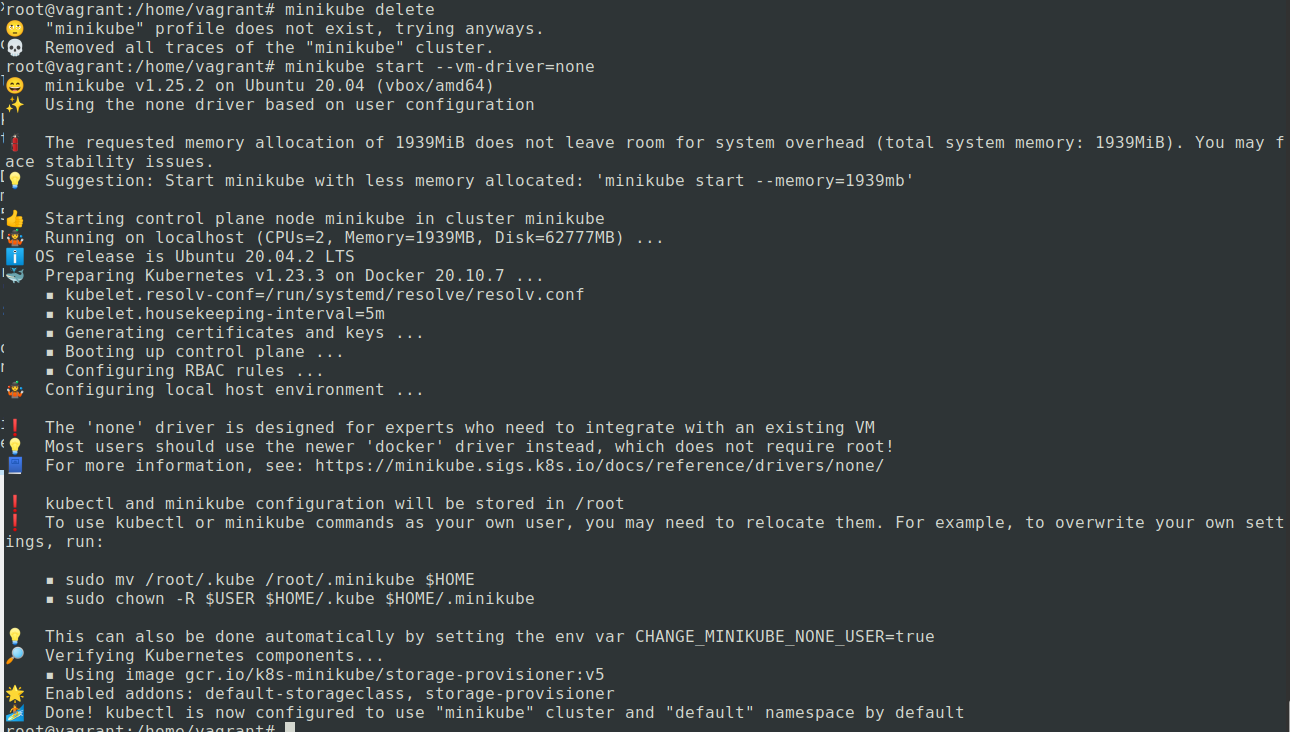 root@vagrant:/home/vagrant# minikube delete
🙄  "minikube" profile does not exist, trying anyways.
💀  Removed all traces of the "minikube" cluster.
root@vagrant:/home/vagrant# minikube start --vm-driver=none
😄  minikube v1.25.2 on Ubuntu 20.04 (vbox/amd64)
✨  Using the none driver based on user configuration
🧯  The requested memory allocation of 1939MiB does not leave room for system overhead (total system memory: 1939MiB). You may f
ace stability issues.
💡  Suggestion: Start minikube with less memory allocated: 'minikube start --memory=1939mb'
👍  Starting control plane node minikube in cluster minikube
🤹  Running on localhost (CPUs=2, Memory=1939MB, Disk=62777MB) ...
ℹ️ OS release is Ubuntu 20.04.2 LTS
🐳  Preparing Kubernetes v1.23.3 on Docker 20.10.7 ...
▪ kubelet.resolv-conf=/run/systemd/resolve/resolv.conf
▪ kubelet.housekeeping-interval=5m
▪ Generating certificates and keys ...
▪ Booting up control plane ...
▪ Configuring RBAC rules ...
🤹  Configuring local host environment ...
❗  The 'none' driver is designed for experts who need to integrate with an existing VM
💡  Most users should use the newer 'docker' driver instead, which does not require root!
📘  For more information, see: https://minikube.sigs.k8s.io/docs/reference/drivers/none/
❗  kubectl and minikube configuration will be stored in /root
❗  To use kubectl or minikube commands as your own user, you may need to relocate them. For example, to overwrite your own sett
ings, run:
▪ sudo mv /root/.kube /root/.minikube $HOME
▪ sudo chown -R $USER $HOME/.kube $HOME/.minikube
💡  This can also be done automatically by setting the env var CHANGE_MINIKUBE_NONE_USER=true
🔎  Verifying Kubernetes components...
▪ Using image gcr.io/k8s-minikube/storage-provisioner:v5
🌟  Enabled addons: default-storageclass, storage-provisioner
🏄  Done! kubectl is now configured to use "minikube" cluster and "default" namespace by default
root@vagrant:/home/vagrant#